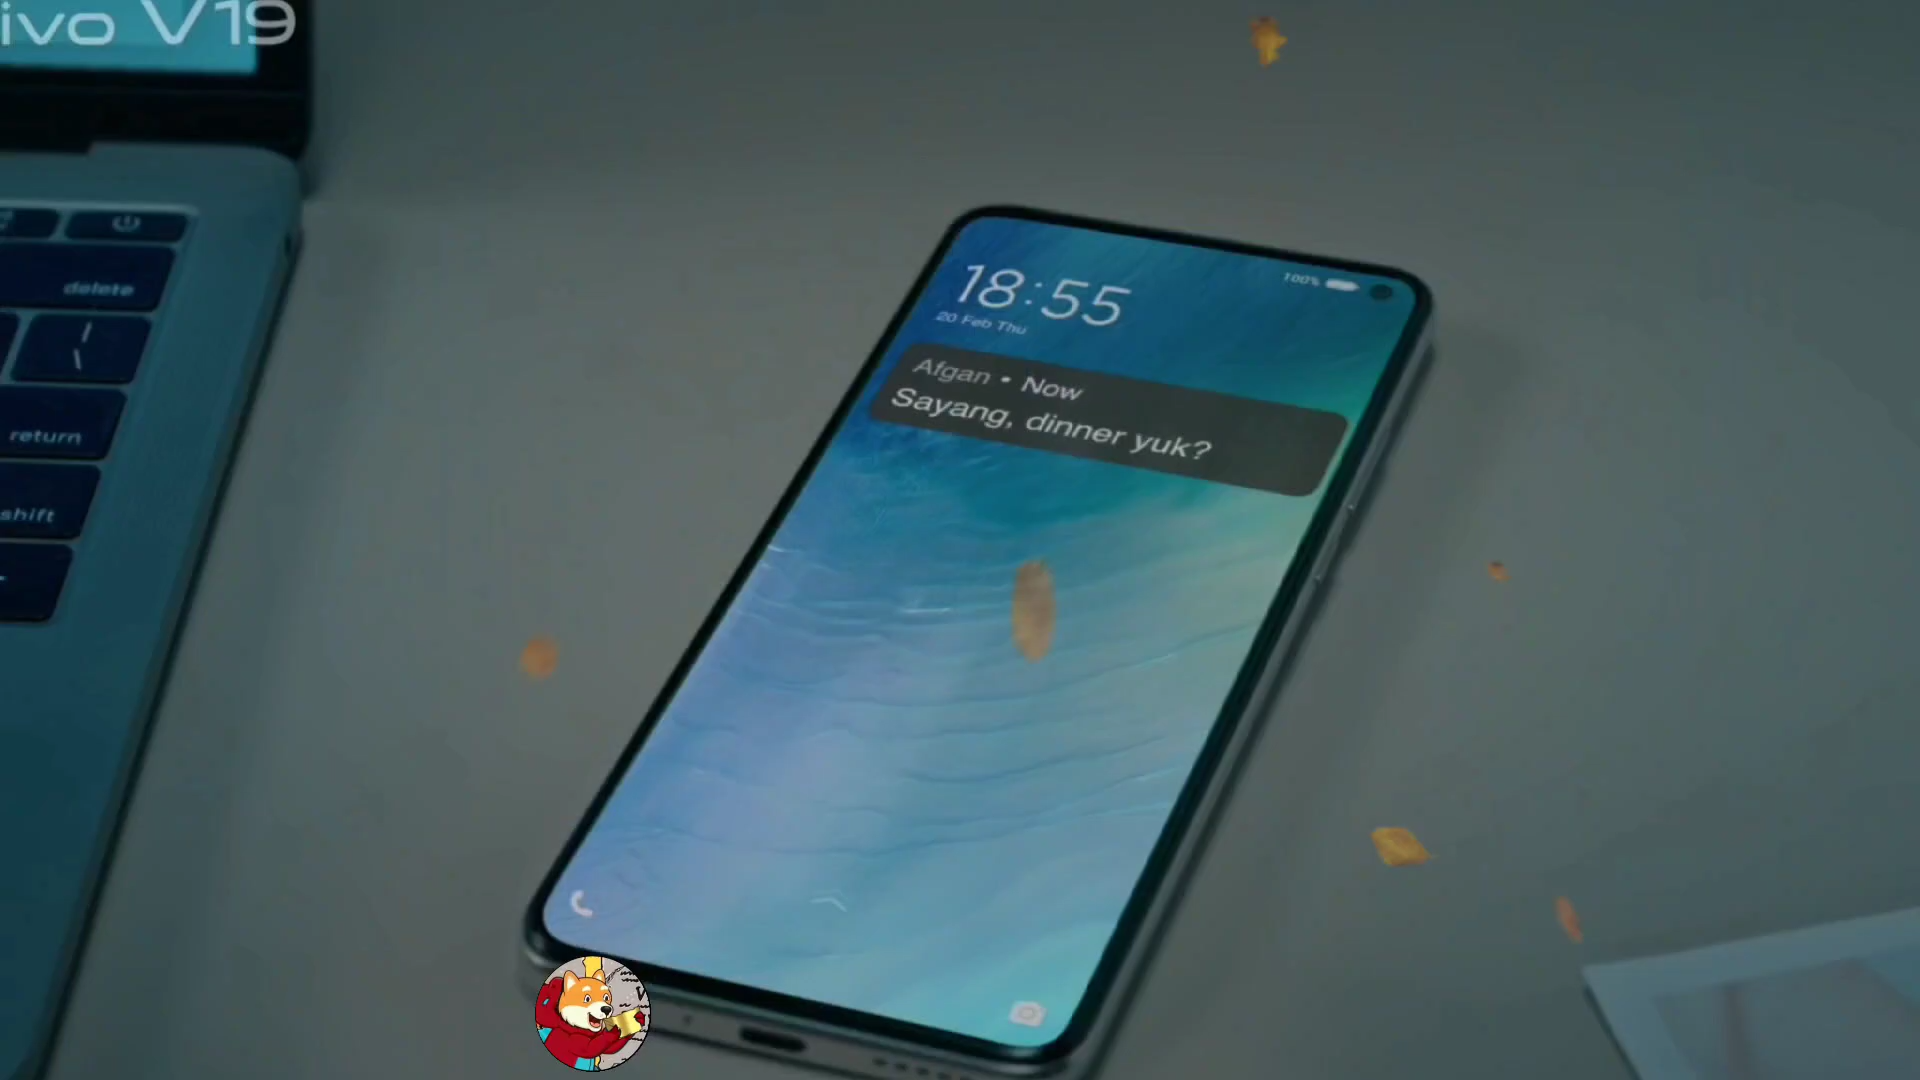 ivo V19
delete
return
shift
18:55
100%
20 Feb Thu
Afgan • Now
Sayang, dinner yuk?